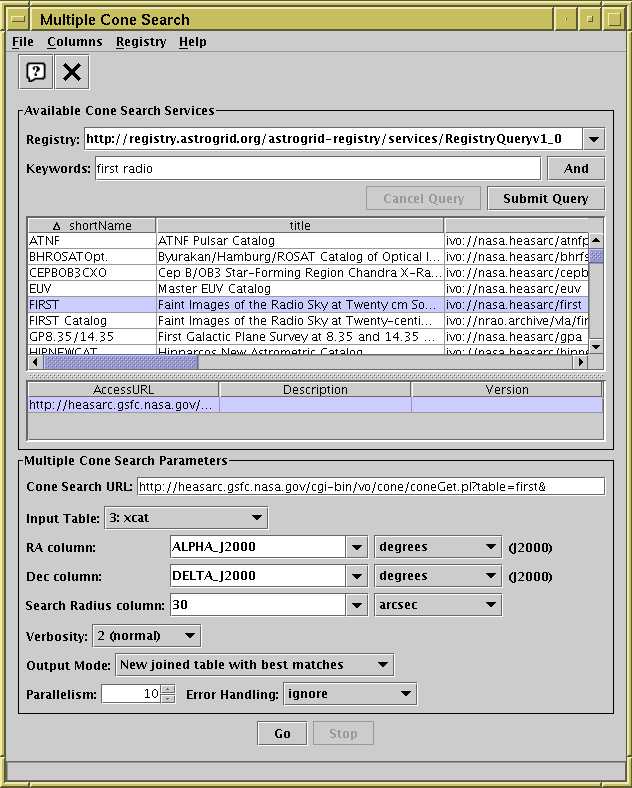 Multiple Cone Search
File Columns Registry Help
Available Cone Search Services
Registry: http://registry.astrogrid.org/astrogrid-registry/services/RegistryQueryv1_0
Keywords: first radio And
Cancel Query Submit Query
shortName title
ATNF ATNF Pulsar Catalog ivo://nasa.heasarc/atnfp
BHROSATOpt. Byurakan/Hamburg/ROSAT Catalog of Optical I... ivo://nasa.heasarc/bhrfs
CEPBOB3CXO Cep B/OB3 Star-Forming Region Chandra X-Ra... ivo://nasa.heasarc/cepb
EUV Master EUV Catalog ivo://nasa.heasarc/euv
FIRST Faint Images of the Radio Sky at Twenty cm So... ivo://nasa.heasarc/first
FIRST Catalog Faint Images of the Radio Sky at Twenty-centi... ivo://nrao.archive/vla/fir
GP8.35/14.35 First Galactic Plane Survey at 8.35 and 14.35 ... ivo://nasa.heasarc/gpa
HIPNEWCAT Hipparcos New Astrometric Catalog ivo://nasa.heasarc/hipn
AccessURL Description Version
http://heasarc.gsfc.nasa.gov/...
Multiple Cone Search Parameters
Cone Search URL: http://heasarc.gsfc.nasa.gov/cgi-bin/vo/cone/coneGet.pl?table=first&
Input Table: 3: xcat
RA column: ALPHA_J2000 degrees (J2000)
Dec column: DELTA_J2000 degrees (J2000)
Search Radius column: 30 arcsec
Verbosity: 2 (normal)
Output Mode: New joined table with best matches
Parallelism: 10 Error Handling: ignore
Go Stop